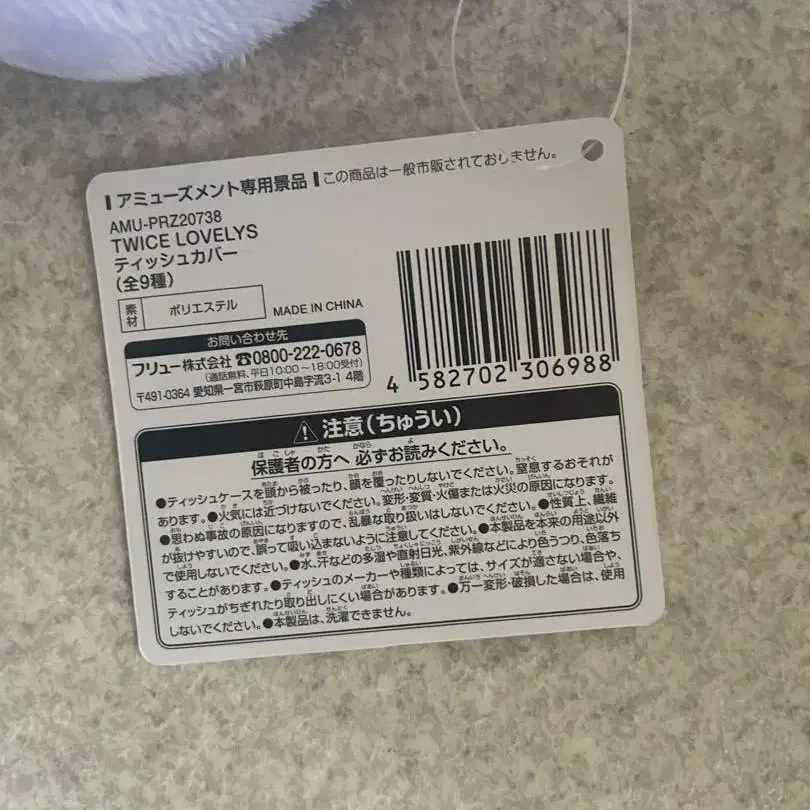 アミューズメント専用景品 この商品は一般市販されておりません。
AMU-PRZ20738
TWICE LOVELYS
ティッシュカバー
(全9種)
素材 ポリエステル MADE IN CHINA
お問い合わせ先
フリュー株式会社 ☎0800-222-0678
(通話無料、平日10:00~18:00受付)
〒491-0364 愛知県一宮市萩原町中島字流3-1 4階
4 582702 306988
⚠注意(ちゅうい)
保護者の方へ 必ずお読みください。
●ティッシュケースを頭から被ったり、顔を覆ったりしないでください。窒息するおそれが
あります。●火気には近づけないでください。変形・変質・火傷または火災の原因になります。
●思わぬ事故の原因になりますので、乱暴な取り扱いはしないでください。●性質上、繊維
が抜けやすいので、誤って吸い込まないように注意してください。●本製品を本来の用途以外
で使用しないでください。●水、汗などの多湿や直射日光、紫外線などにより色うつり、色落ち
することがあります。●ティッシュのメーカーや種類によっては、サイズが適さない場合や、
ティッシュがちぎれたり取り出しにくい場合があります。●万一変形・破損した場合は、使用
しないでください。●本製品は、洗濯できません。